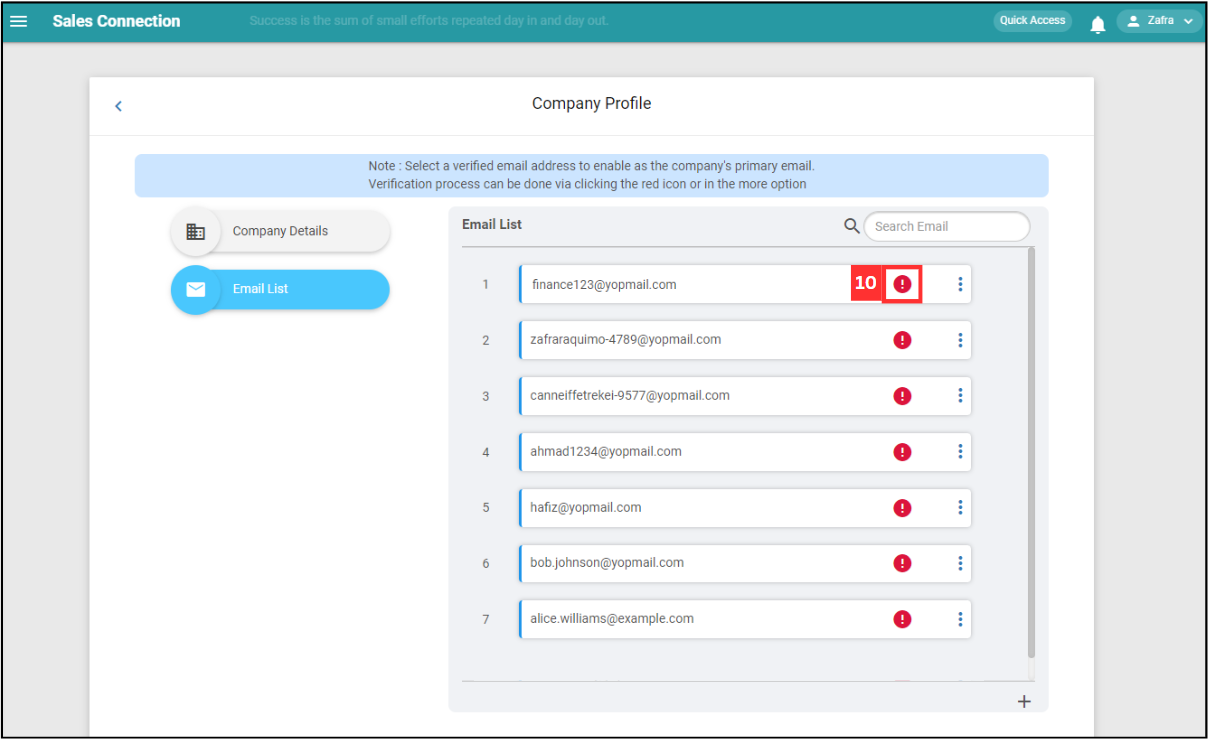 Sales Connection
Success is the sum of small efforts repeated day in and day out.
Quick Access
Zafra
Company Profile
Note : Select a verified email address to enable as the company's primary email.
Verification process can be done via clicking the red icon or in the more option
Company Details
Email List
Email List
Search Email
1 finance123@yopmail.com 10
2 zafraraquimo-4789@yopmail.com
3 canneiffetrekei-9577@yopmail.com
4 ahmad1234@yopmail.com
5 hafiz@yopmail.com
6 bob.johnson@yopmail.com
7 alice.williams@example.com